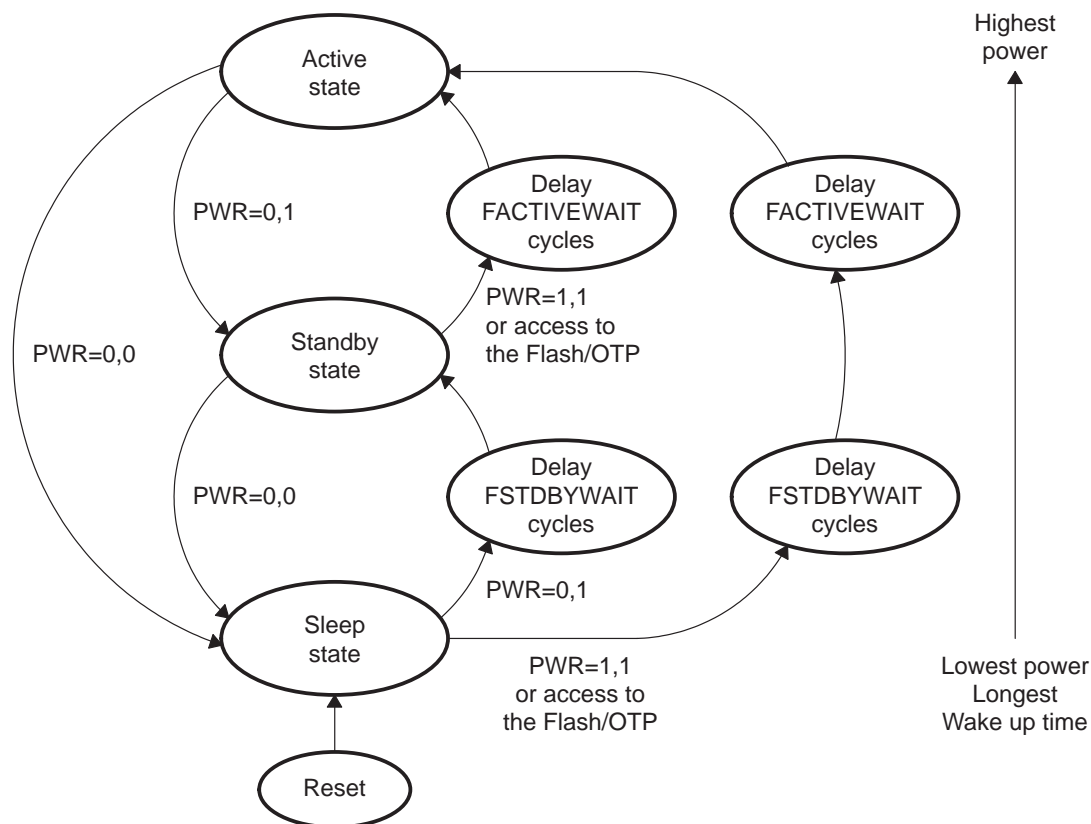 Highest
power
Active
state
Delay
FACTIVEWAIT
cycles
Delay
FACTIVEWAIT
cycles
PWR=0,1
PWR=1,1
or access to
the Flash/OTP
PWR=0,0
Standby
state
Delay
FSTDBYWAIT
cycles
Delay
FSTDBYWAIT
cycles
PWR=0,0
PWR=0,1
Sleep
state
PWR=1,1
or access to
the Flash/OTP
Lowest power
Longest
Wake up time
Reset